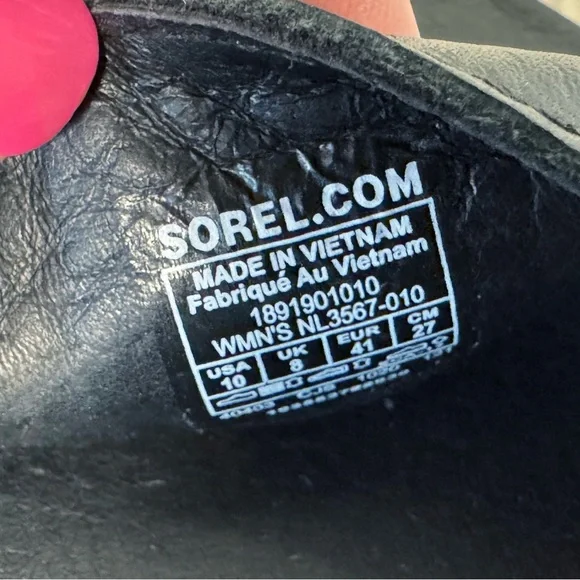 SOREL.COM
MADE IN VIETNAM
Fabriqué Au Vietnam
1891901010
WMN'S NL3567-010
USA UK EUR CM
10 8 41 27